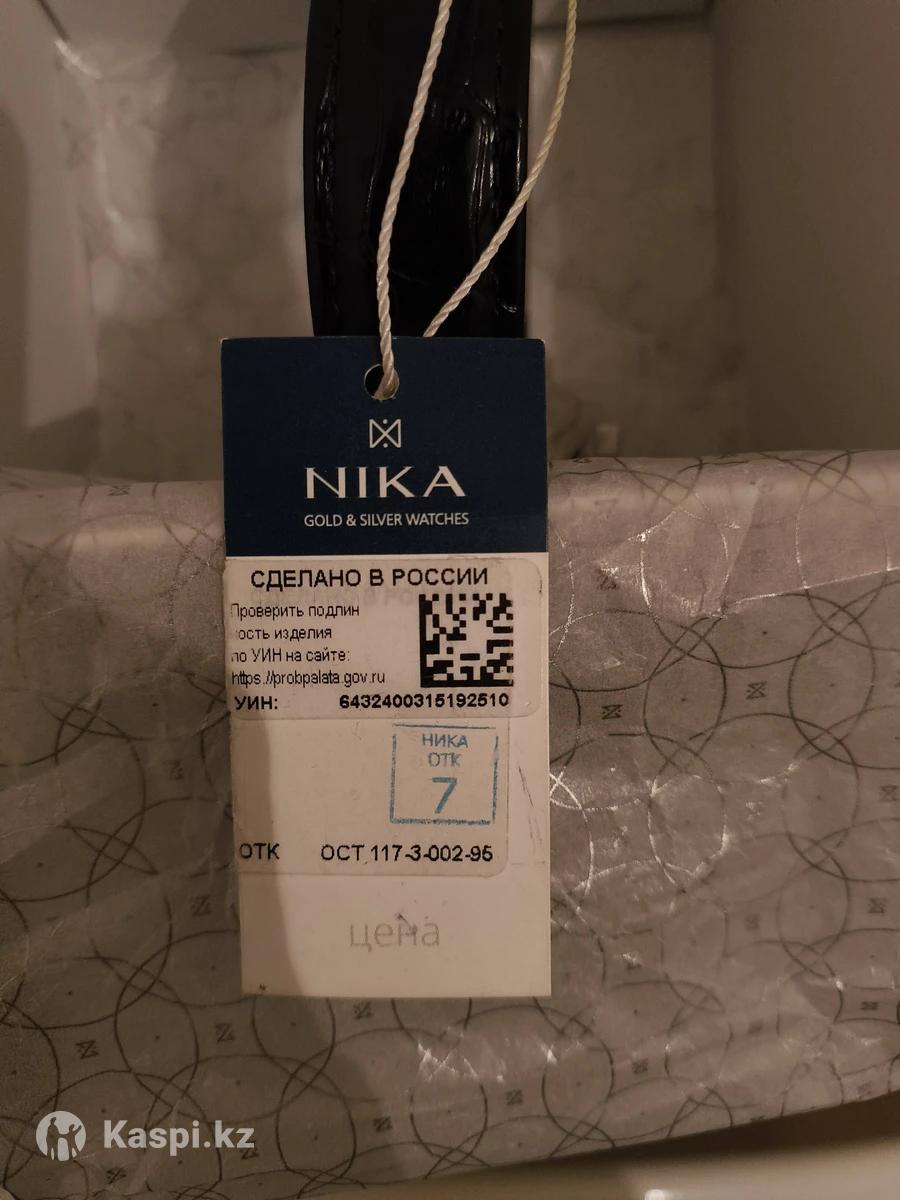 NIKA
GOLD & SILVER WATCHES
СДЕЛАНО В РОССИИ
Проверить подлин
ность изделия
по УИН на сайте:
https://probpalata.gov.ru
УИН: 6432400315192510
НИКА
ОТК
7
ОТК ОСТ 117-3-002-95
цена
Kaspi.kz